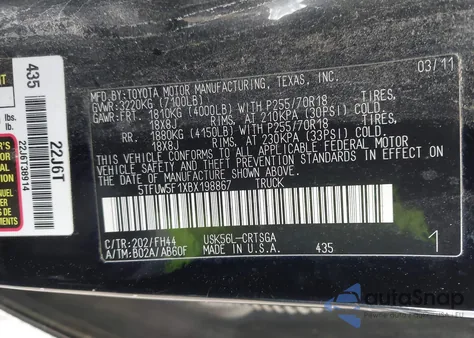 MFD.BY:TOYOTA MOTOR MANUFACTURING, TEXAS, INC. 03/11
GVWR:3220KG (7100LB)
GAWR:FRT. 1810KG (4000LB) WITH P255/70R18 TIRES,
18X8J RIMS, AT 210KPA (30PSI) COLD
RR. 1880KG (4150LB) WITH P255/70R18 TIRES,
18X8J RIMS, AT 230KPA (33PSI) COLD
THIS VEHICLE CONFORMS TO ALL APPLICABLE FEDERAL MOTOR
VEHICLE SAFETY AND THEFT PREVENTION STANDARDS IN
EFFECT ON THE DATE OF MANUFACTURE SHOWN ABOVE.
5TFUW5F1XBX198867 TRUCK
C/TR:202/FH44 USK56L-CRTSGA
A/TM:B02A/AB60F MADE IN U.S.A. 435 1
435
22J6T
22J6T38914
autoSnap